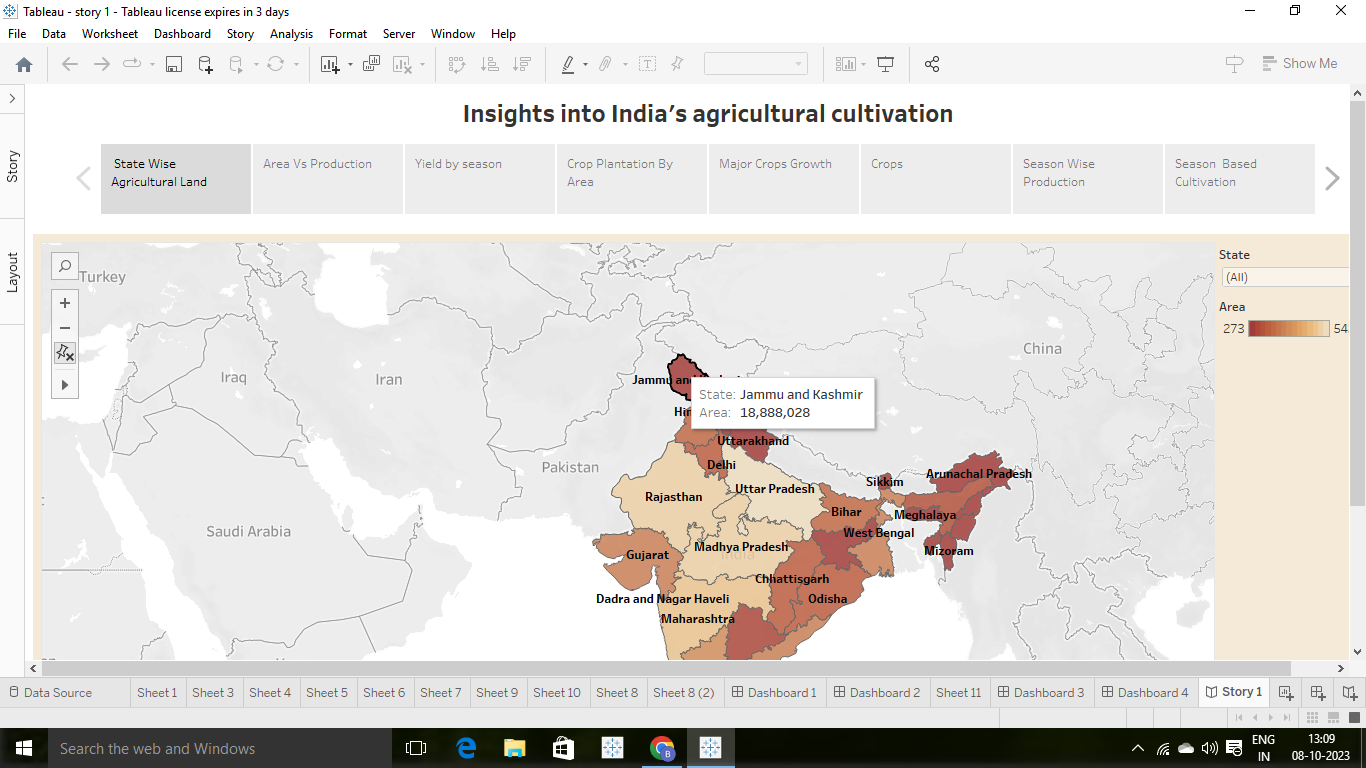 Tableau - story 1 - Tableau license expires in 3 days
File Data Worksheet Dashboard Story Analysis Format Server Window Help
Show Me
Story
Layout
Insights into India's agricultural cultivation
State Wise
Agricultural Land
Area Vs Production
Yield by season
Crop Plantation By
Area
Major Crops Growth
Crops
Season Wise
Production
Season Based
Cultivation
Turkey
Iraq
Iran
China
Pakistan
Saudi Arabia
India
Jammu and
State: Jammu and Kashmir
Area: 18,888,028
Uttarakhand
Delhi
Rajasthan
Uttar Pradesh
Sikkim
Arunachal Pradesh
Bihar
Meghalaya
West Bengal
Mizoram
Gujarat
Madhya Pradesh
Chhattisgarh
Odisha
Dadra and Nagar Haveli
Maharashtra
State
(All)
Area
273 54
Data Source Sheet 1 Sheet 3 Sheet 4 Sheet 5 Sheet 6 Sheet 7 Sheet 9 Sheet 10 Sheet 8 Sheet 8 (2) Dashboard 1 Dashboard 2 Sheet 11 Dashboard 3 Dashboard 4 Story 1
Search the web and Windows
B
ENG
IN
13:09
08-10-2023